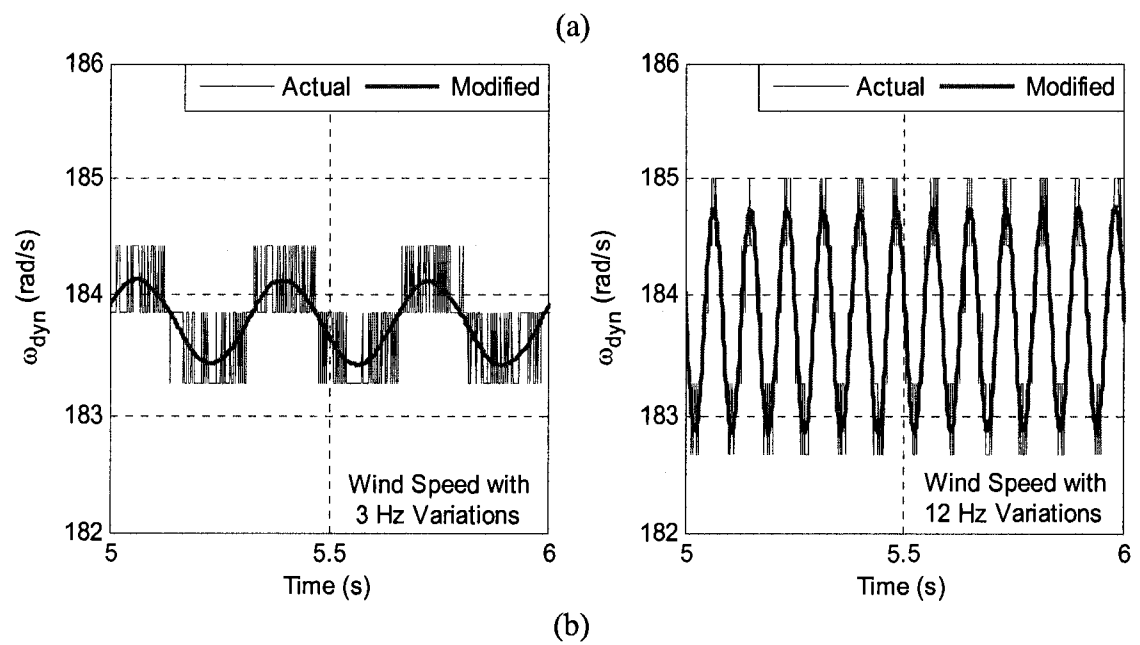 (a)
186
185
184
183
182
ω_dyn (rad/s)
Actual
Modified
Wind Speed with
3 Hz Variations
5
5.5
6
Time (s)
186
185
184
183
182
ω_dyn (rad/s)
Actual
Modified
Wind Speed with
12 Hz Variations
5
5.5
6
Time (s)
(b)